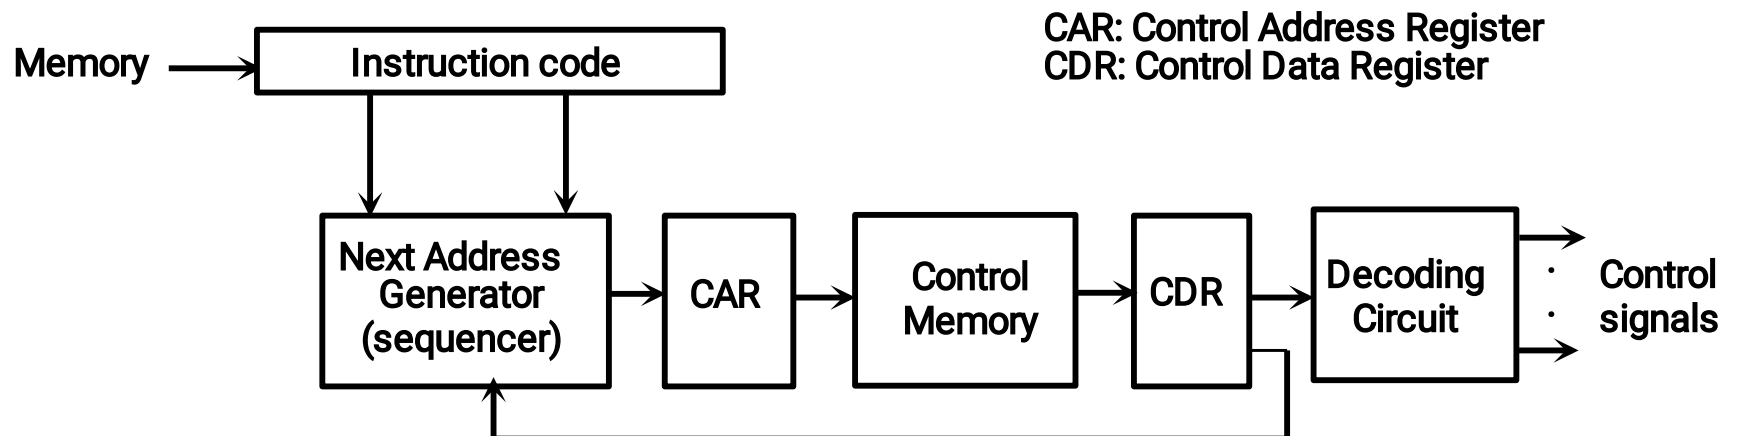 CAR: Control Address Register
CDR: Control Data Register
Memory
Instruction code
Next Address
Generator
(sequencer)
CAR
Control
Memory
CDR
Decoding
Circuit
Control
signals